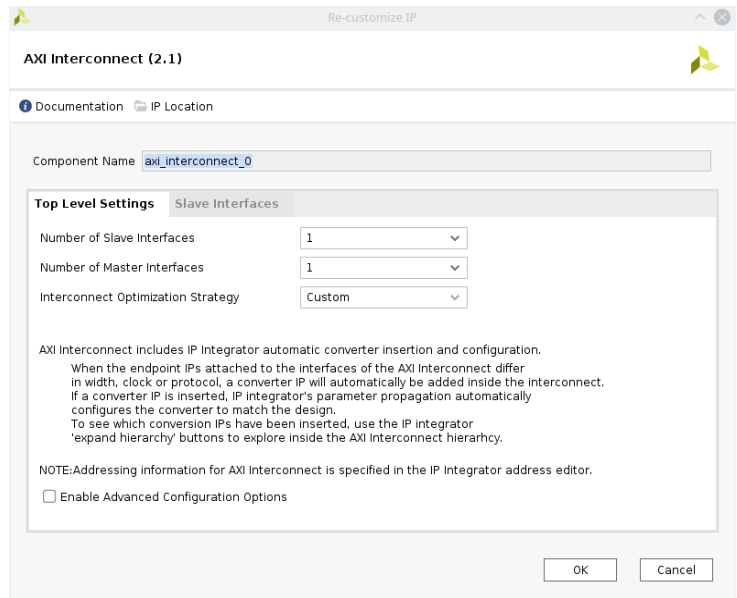 Re-customize IP
AXI Interconnect (2.1)
Documentation IP Location
Component Name axi_interconnect_0
Top Level Settings Slave Interfaces
Number of Slave Interfaces 1
Number of Master Interfaces 1
Interconnect Optimization Strategy Custom
AXI Interconnect includes IP Integrator automatic converter insertion and configuration.
When the endpoint IPs attached to the interfaces of the AXI Interconnect differ
in width, clock or protocol, a converter IP will automatically be added inside the interconnect.
If a converter IP is inserted, IP integrator's parameter propagation automatically
configures the converter to match the design.
To see which conversion IPs have been inserted, use the IP integrator
'expand hierarchy' buttons to explore inside the AXI Interconnect hierarhcy.
NOTE:Addressing information for AXI Interconnect is specified in the IP Integrator address editor.
Enable Advanced Configuration Options
OK Cancel